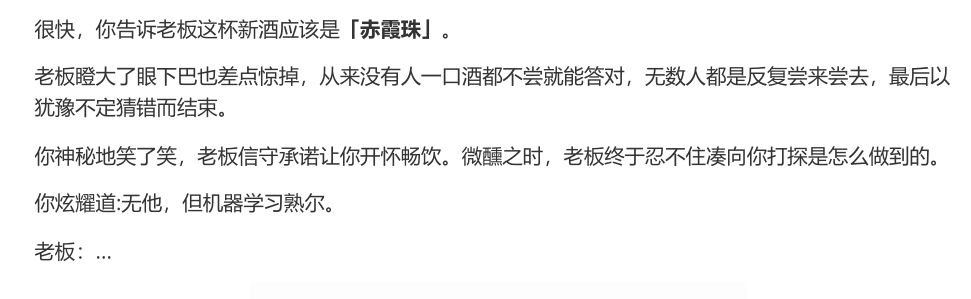 很快，你告诉老板这杯新酒应该是「赤霞珠」。
老板瞪大了眼下巴也差点惊掉，从来没有人一口酒都不尝就能答对，无数人都是反复尝来尝去，最后以
犹豫不定猜错而结束。
你神秘地笑了笑，老板信守承诺让你开怀畅饮。微醺之时，老板终于忍不住凑向你打探是怎么做到的。
你炫耀道:无他，但机器学习熟尔。
老板：...